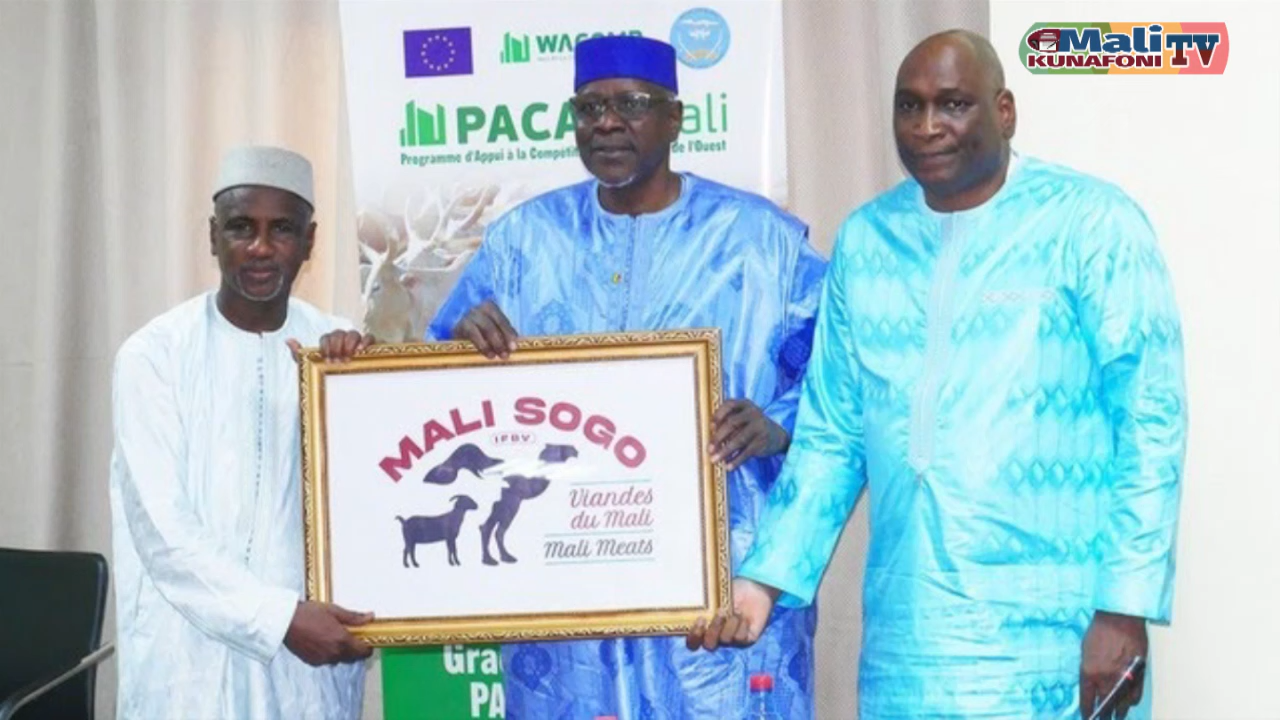 Mali TV
KUNAFONI
WACOMP
PACA
ali
Programme d'Appui à la Compéti
de l'Ouest
MALI SOGO
IFBV
Viandes
du Mali
Mali Meats
Gra
PA